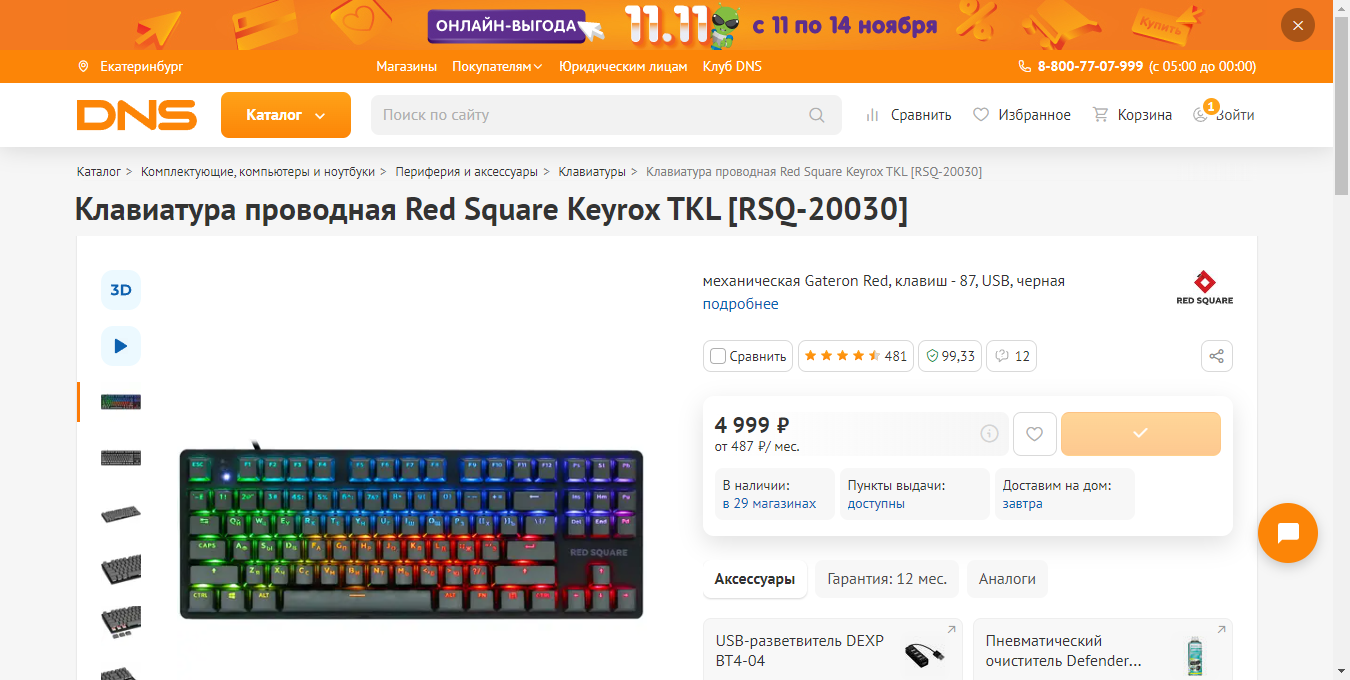 ОНЛАЙН-ВЫГОДА 11.11 с 11 по 14 ноября
Купить
Екатеринбург Магазины Покупателям Юридическим лицам Клуб DNS 8-800-77-07-999 (с 05:00 до 00:00)
DNS Каталог Поиск по сайту Сравнить Избранное Корзина 1 Войти
Каталог > Комплектующие, компьютеры и ноутбуки > Периферия и аксессуары > Клавиатуры > Клавиатура проводная Red Square Keyrox TKL [RSQ-20030]
Клавиатура проводная Red Square Keyrox TKL [RSQ-20030]
3D
механическая Gateron Red, клавиш - 87, USB, черная
подробнее
RED SQUARE
Сравнить 481 99,33 12
4 999 ₽
от 487 ₽/ мес.
В наличии:
в 29 магазинах
Пункты выдачи:
доступны
Доставим на дом:
завтра
RED SQUARE
Аксессуары Гарантия: 12 мес. Аналоги
USB-разветвитель DEXP
BT4-04
Пневматический
очиститель Defender...